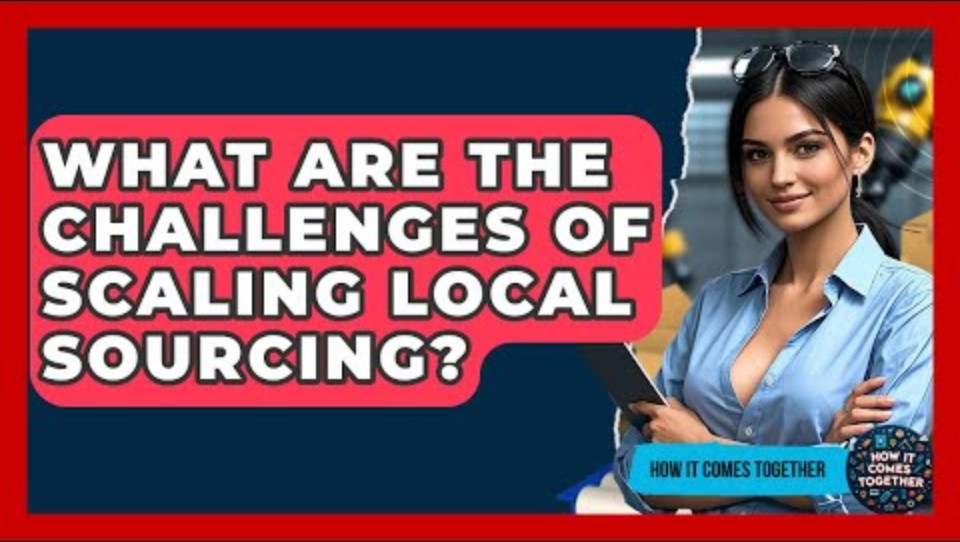 WHAT ARE THE
CHALLENGES OF
SCALING LOCAL
SOURCING?
HOW IT COMES TOGETHER
HOW IT
COMES
TOGETHER